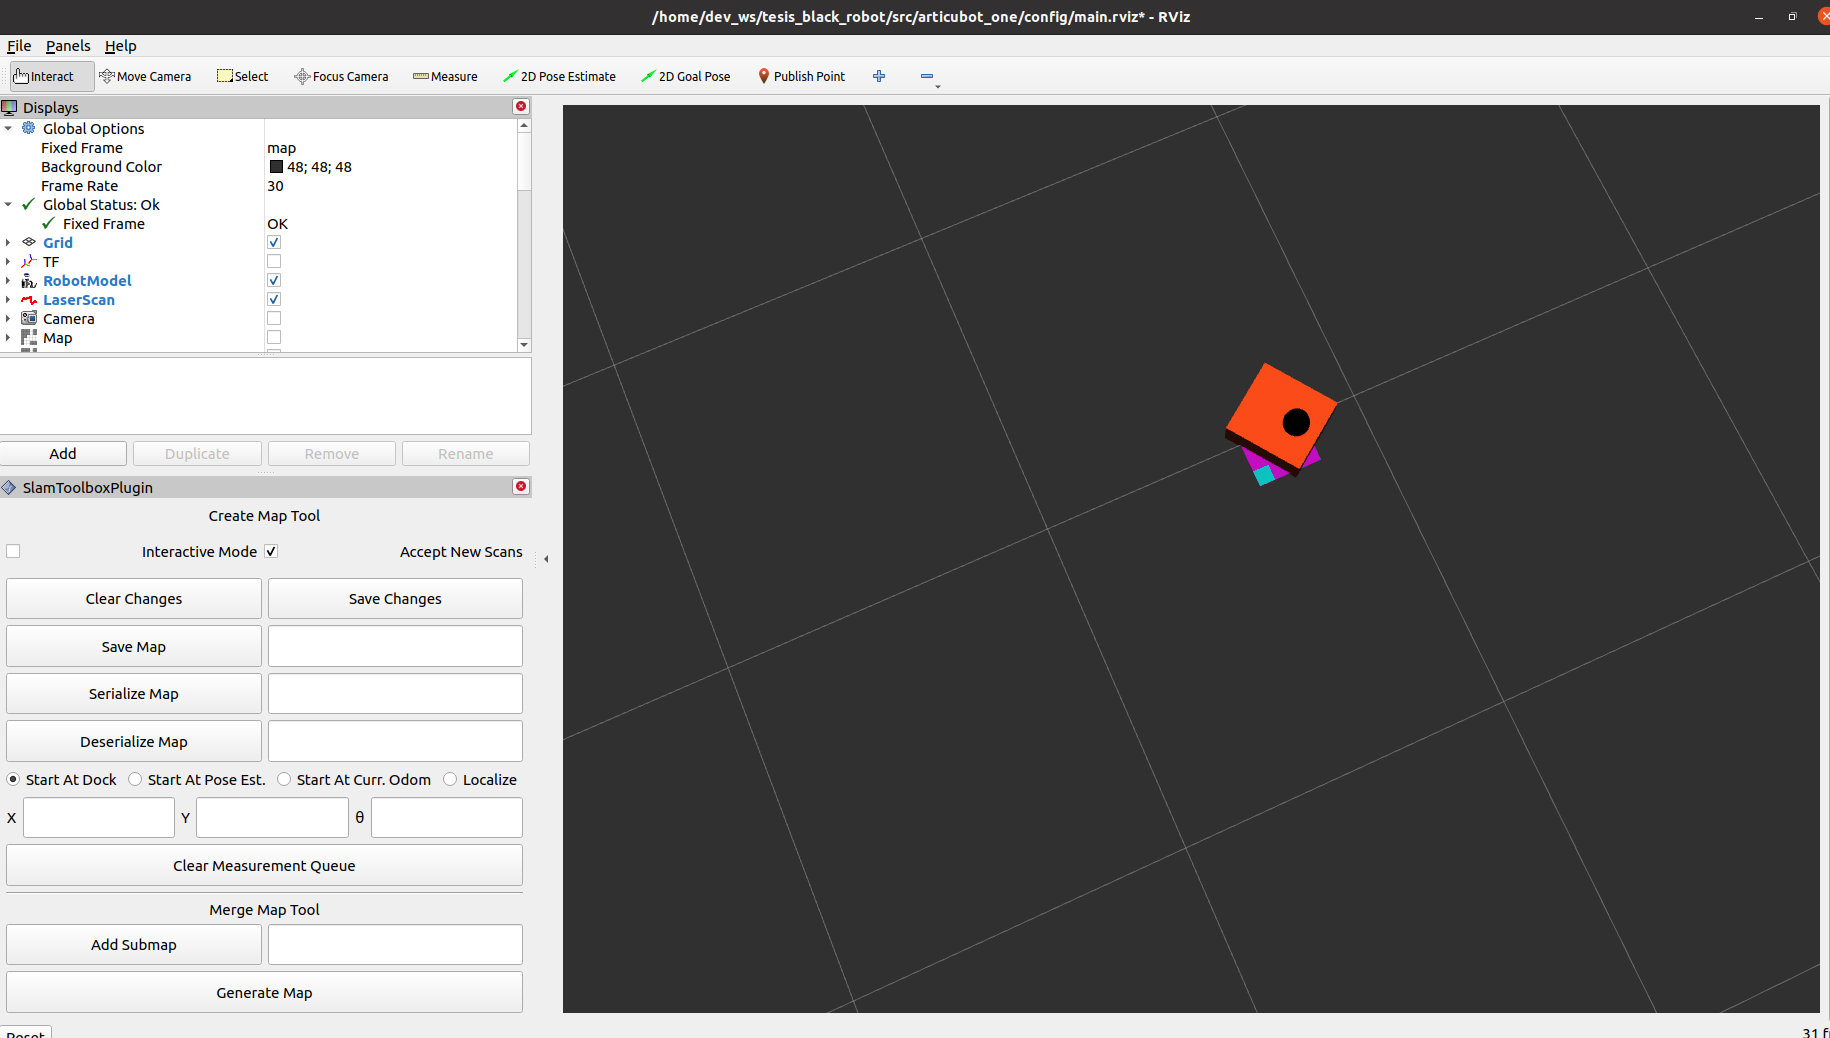 /home/dev_ws/tesis_black_robot/src/articubot_one/config/main.rviz* - RViz
File Panels Help
Interact Move Camera Select Focus Camera Measure 2D Pose Estimate 2D Goal Pose Publish Point
Displays
Global Options
Fixed Frame map
Background Color 48; 48; 48
Frame Rate 30
Global Status: Ok
Fixed Frame OK
Grid
TF
RobotModel
LaserScan
Camera
Map
Add Duplicate Remove Rename
SlamToolboxPlugin
Create Map Tool
Interactive Mode Accept New Scans
Clear Changes Save Changes
Save Map
Serialize Map
Deserialize Map
Start At Dock Start At Pose Est. Start At Curr. Odom Localize
X Y θ
Clear Measurement Queue
Merge Map Tool
Add Submap
Generate Map
Reset 31